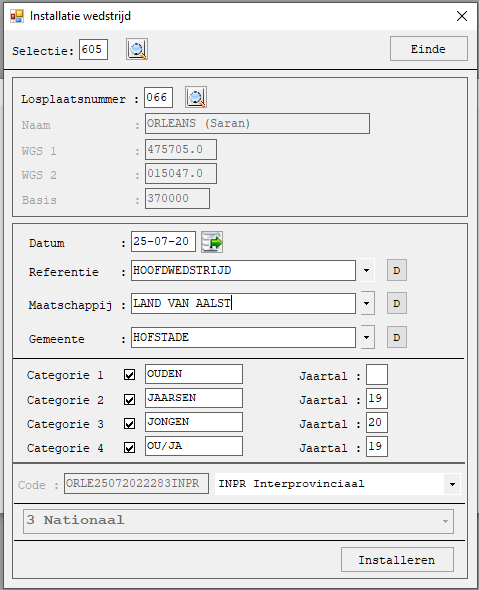 Installatie wedstrijd
Selectie: 605 Einde
Losplaatsnummer : 066
Naam : ORLEANS (Saran)
WGS 1 : 475705.0
WGS 2 : 015047.0
Basis : 370000
Datum : 25-07-20
Referentie : HOOFDWEDSTRIJD D
Maatschappij : LAND VAN AALST D
Gemeente : HOFSTADE D
Categorie 1 OUDEN Jaartal :
Categorie 2 JAARSEN Jaartal : 19
Categorie 3 JONGEN Jaartal : 20
Categorie 4 OU/JA Jaartal : 19
Code : ORLE25072022283INPR INPR Interprovinciaal
3 Nationaal
Installeren